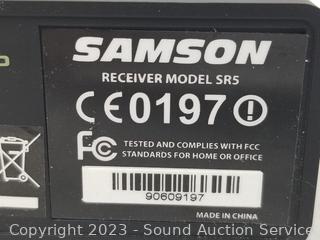 SAMSON
RECEIVER MODEL SR5
CE0197
FC
TESTED AND COMPLIES WITH FCC
STANDARDS FOR HOME OR OFFICE
90609197
MADE IN CHINA
Copyright 2023 - Sound Auction Service